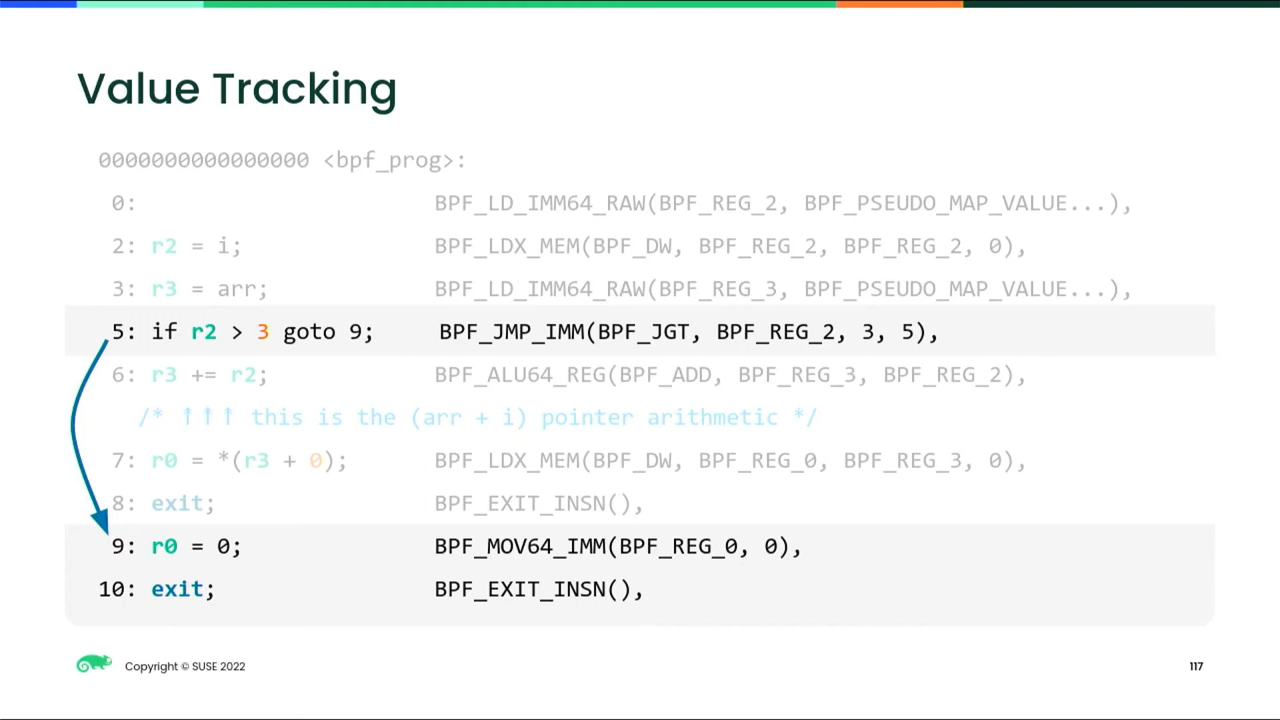 Value Tracking
0000000000000000 <bpf_prog>:
0: BPF_LD_IMM64_RAW(BPF_REG_2, BPF_PSEUDO_MAP_VALUE...),
2: r2 = i; BPF_LDX_MEM(BPF_DW, BPF_REG_2, BPF_REG_2, 0),
3: r3 = arr; BPF_LD_IMM64_RAW(BPF_REG_3, BPF_PSEUDO_MAP_VALUE...),
5: if r2 > 3 goto 9; BPF_JMP_IMM(BPF_JGT, BPF_REG_2, 3, 5),
6: r3 += r2; BPF_ALU64_REG(BPF_ADD, BPF_REG_3, BPF_REG_2),
/* ↑↑↑ this is the (arr + i) pointer arithmetic */
7: r0 = *(r3 + 0); BPF_LDX_MEM(BPF_DW, BPF_REG_0, BPF_REG_3, 0),
8: exit; BPF_EXIT_INSN(),
9: r0 = 0; BPF_MOV64_IMM(BPF_REG_0, 0),
10: exit; BPF_EXIT_INSN(),
Copyright © SUSE 2022
117